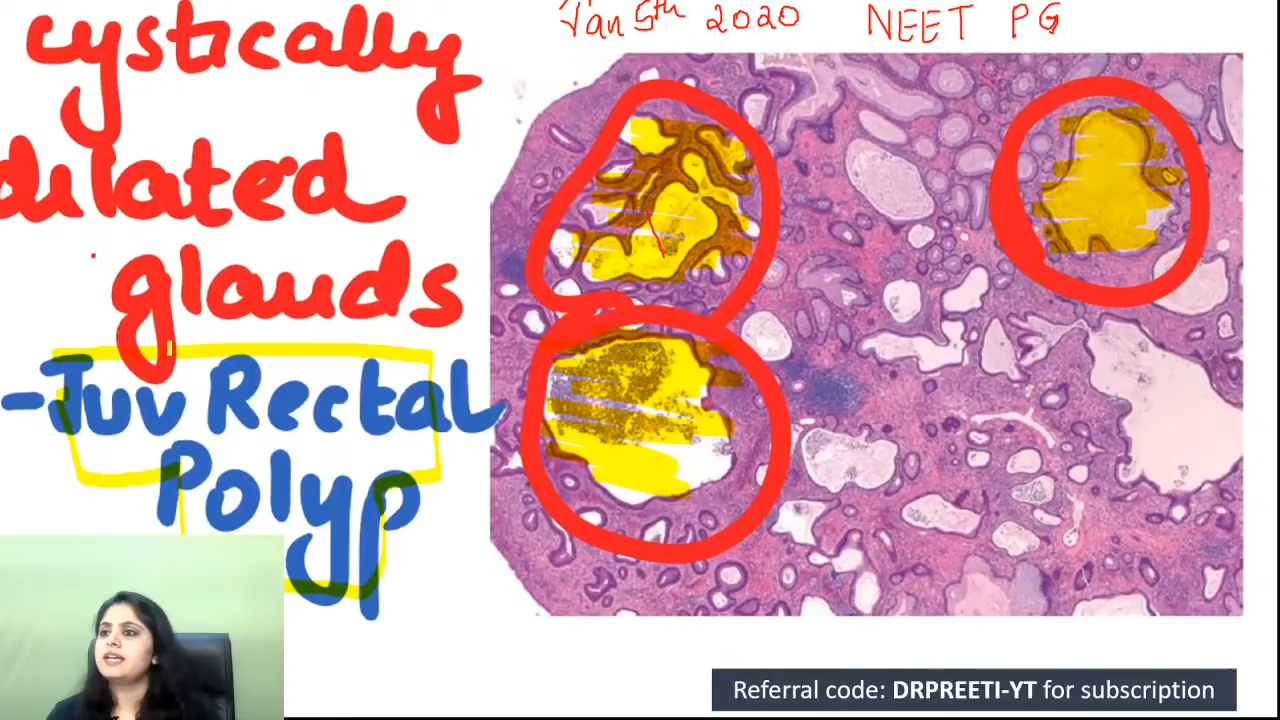 cystically
dilated
glands
-Juv Rectal
Polyp
Jan 5th 2020 NEET PG
Referral code: DRPREETI-YT for subscription